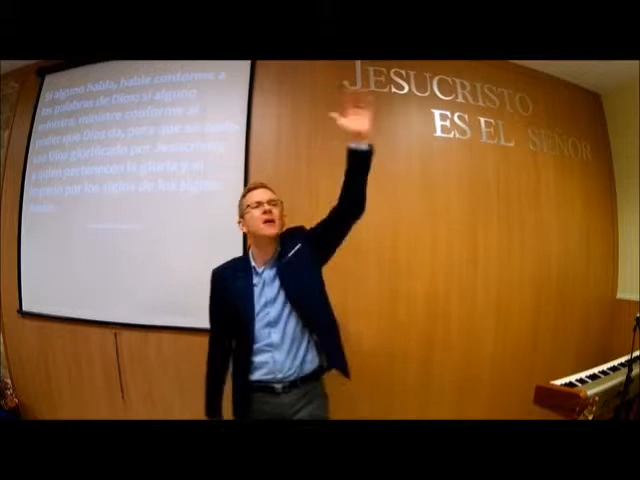 Si alguno habla, hable conforme a
las palabras de Dios; si alguno
ministra, ministre conforme al
poder que Dios da, para que en todo
sea Dios glorificado por Jesucristo,
a quien pertenecen la gloria y el
imperio por los siglos de los siglos.
JESUCRISTO
ES EL SEÑOR